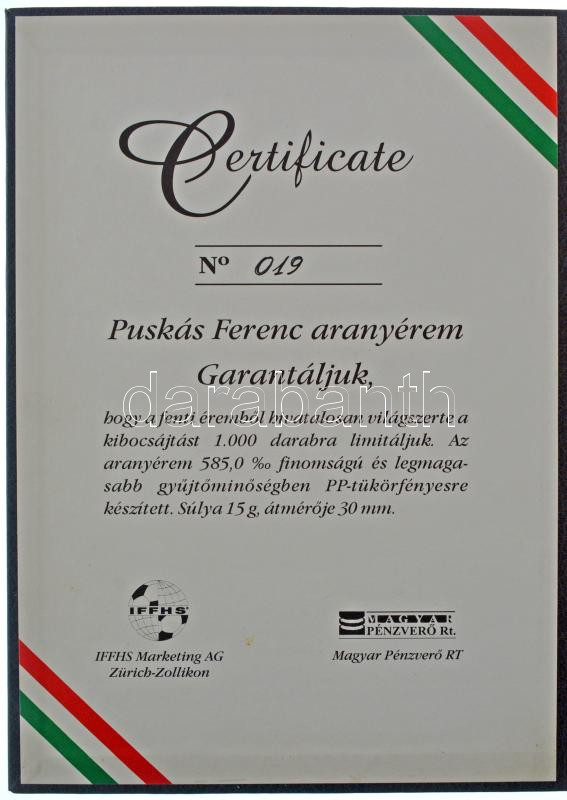 Certificate
Nº 019
Puskás Ferenc aranyérem
Garantáljuk,
darabanth
hogy a fenti éremből hivatalosan világszerte a
kibocsájtást 1.000 darabra limitáljuk. Az
aranyérem 585,0 ‰ finomságú és legmaga-
sabb gyűjtőminőségben PP-tükörfényesre
készített. Súlya 15 g, átmérője 30 mm.
IFFHS
MAGYAR
PÉNZVERŐ Rt.
IFFHS Marketing AG
Zürich-Zollikon
Magyar Pénzverő RT